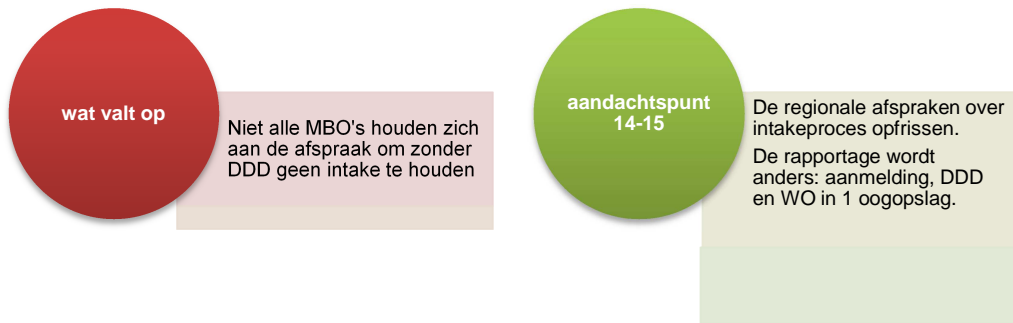 wat valt op
Niet alle MBO's houden zich
aan de afspraak om zonder
DDD geen intake te houden
aandachtspunt
14-15
De regionale afspraken over
intakeproces opfrissen.
De rapportage wordt
anders: aanmelding, DDD
en WO in 1 oogopslag.